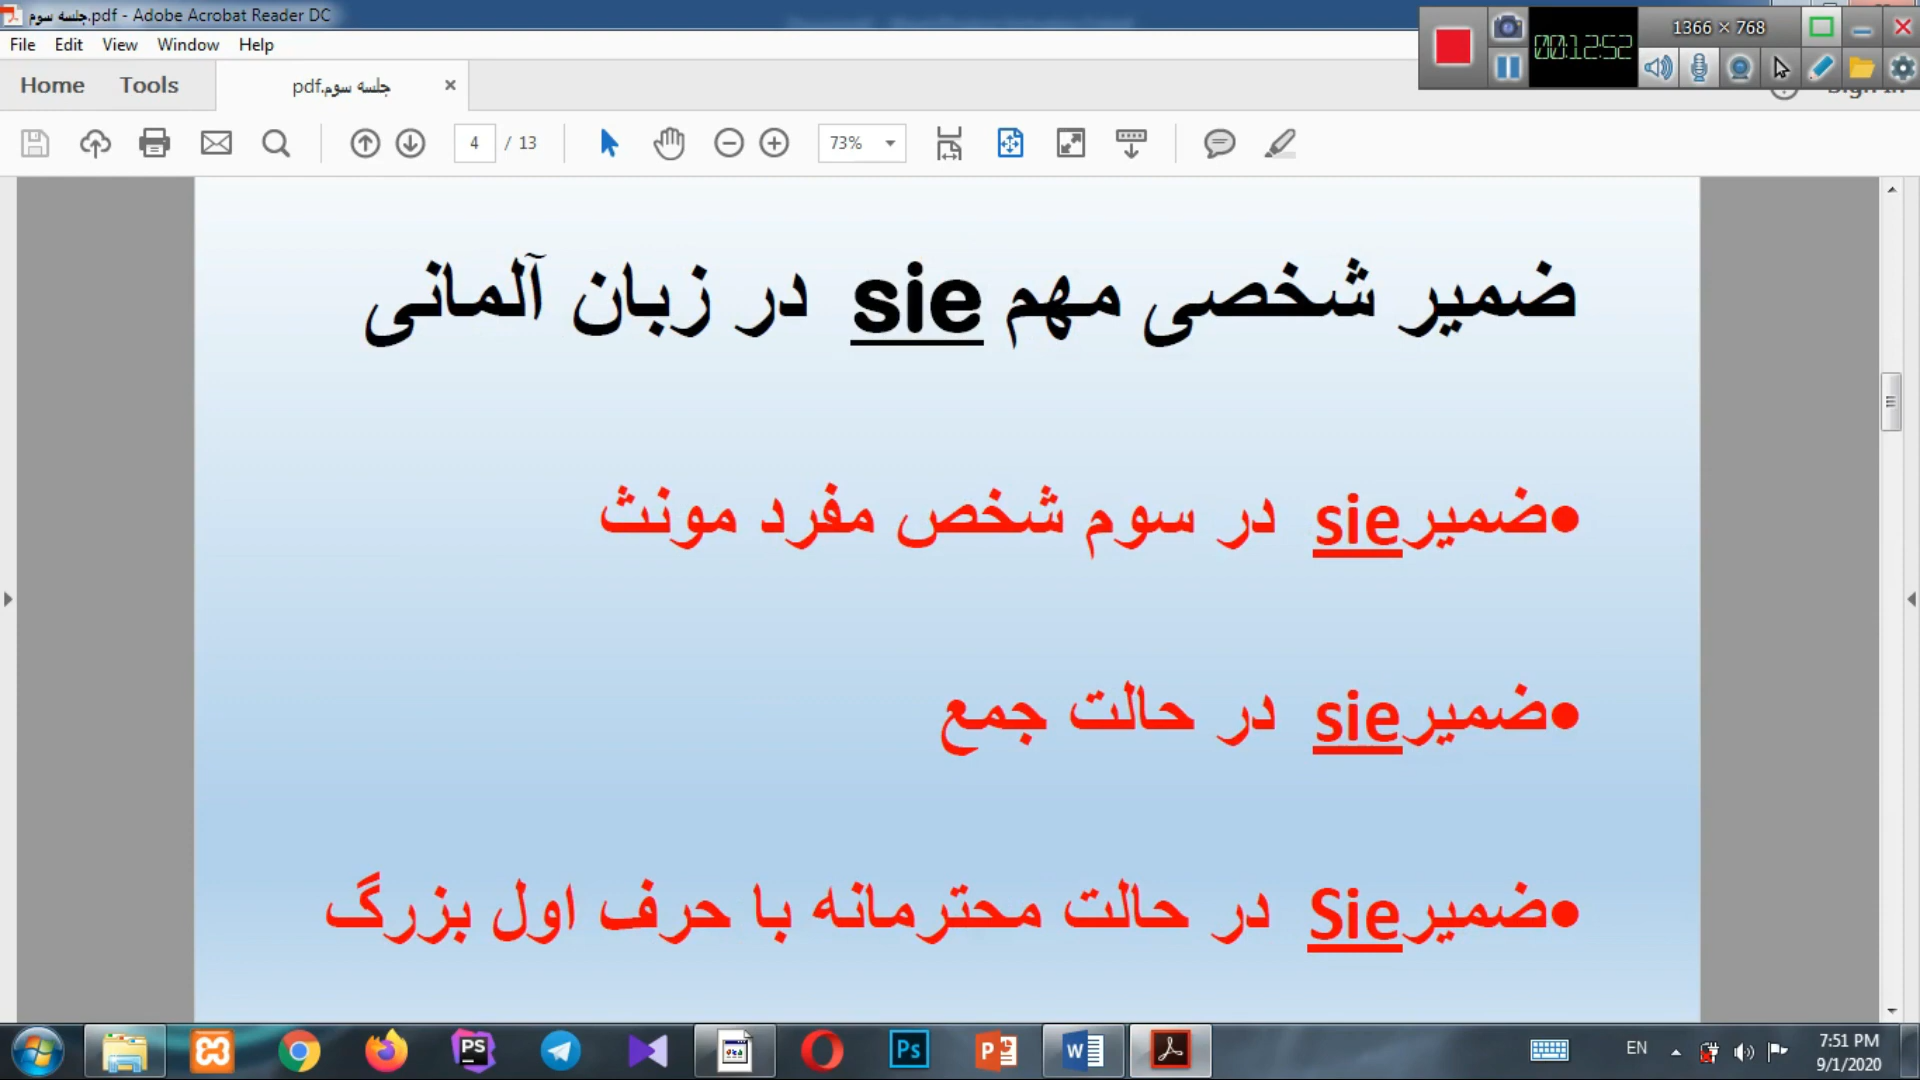 جلسه سوم.pdf - Adobe Acrobat Reader DC
1366 × 768
00:12:52
File Edit View Window Help
Home Tools جلسه سوم.pdf
4 / 13 73%
ضمیر شخصی مهم sie در زبان آلمانی
•ضمیرsie در سوم شخص مفرد مونث
•ضمیرsie در حالت جمع
•ضمیرSie در حالت محترمانه با حرف اول بزرگ
EN
7:51 PM
9/1/2020